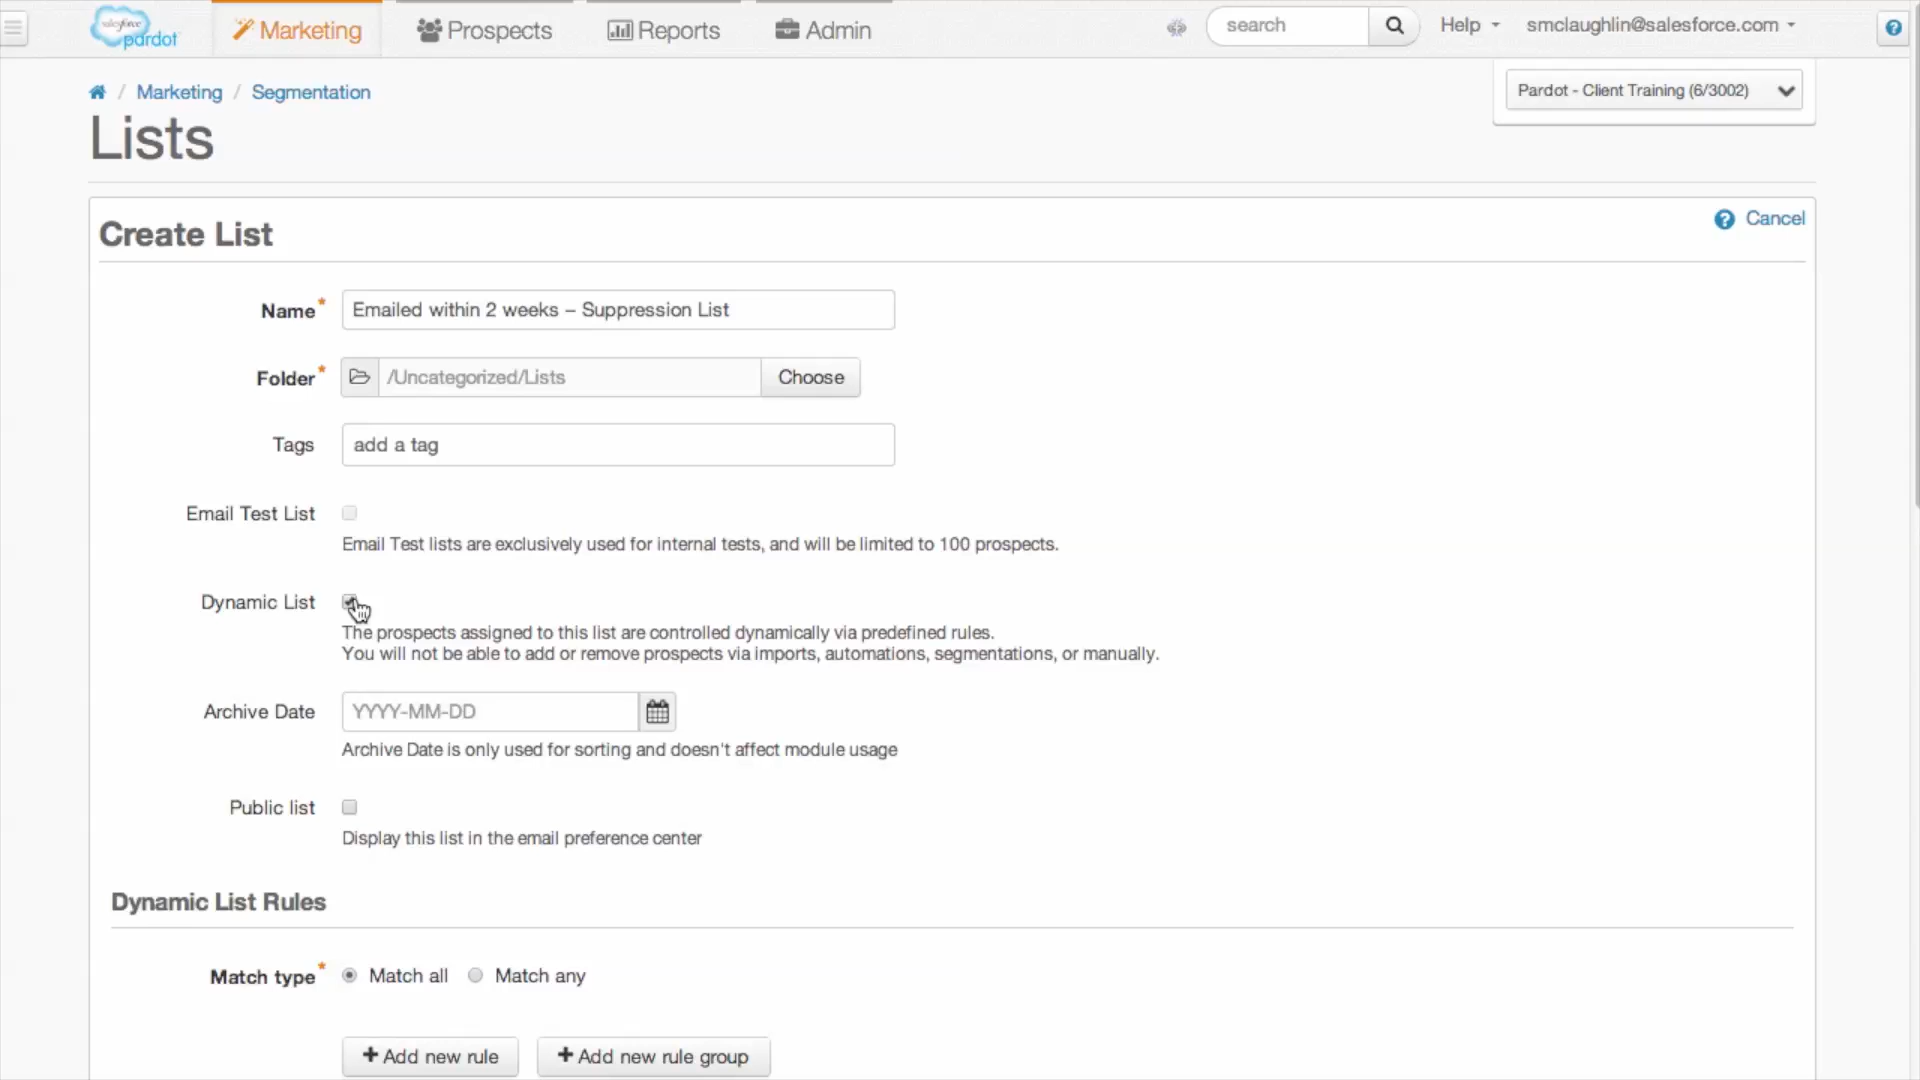 salesforce
pardot
Marketing
Prospects
Reports
Admin
search
Help
smclaughlin@salesforce.com
Pardot - Client Training (6/3002)
/ Marketing / Segmentation
Lists
Create List
Cancel
Name* Emailed within 2 weeks – Suppression List
Folder* /Uncategorized/Lists Choose
Tags add a tag
Email Test List
Email Test lists are exclusively used for internal tests, and will be limited to 100 prospects.
Dynamic List
The prospects assigned to this list are controlled dynamically via predefined rules.
You will not be able to add or remove prospects via imports, automations, segmentations, or manually.
Archive Date YYYY-MM-DD
Archive Date is only used for sorting and doesn't affect module usage
Public list
Display this list in the email preference center
Dynamic List Rules
Match type* Match all Match any
+ Add new rule + Add new rule group